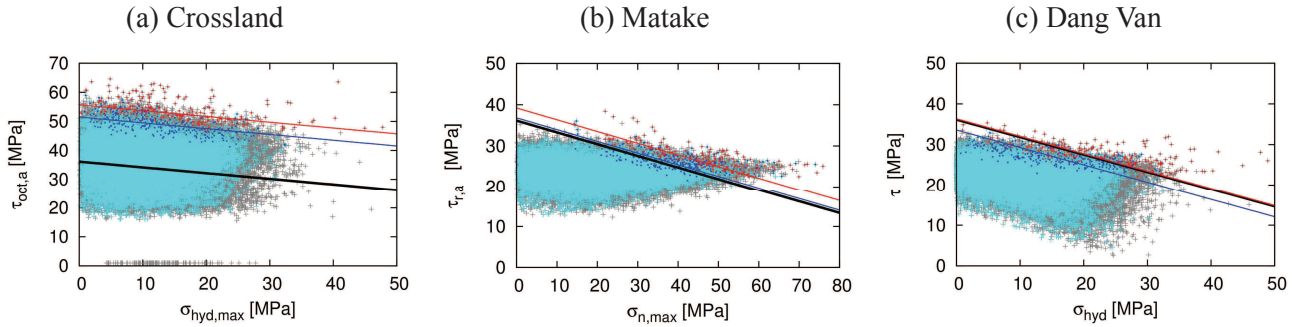 (a) Crossland
(b) Matake
(c) Dang Van
70
60
50
40
30
20
10
0
τoct,a [MPa]
0 10 20 30 40 50
σhyd,max [MPa]
50
40
30
20
10
0
τr,a [MPa]
0 10 20 30 40 50 60 70 80
σn,max [MPa]
50
40
30
20
10
0
τ [MPa]
0 10 20 30 40 50
σhyd [MPa]